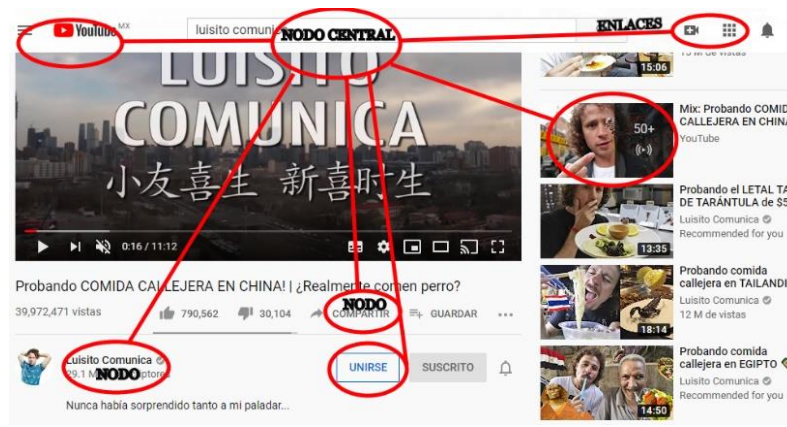 YouTube MX
luisito comuni
NODO CENTRAL
ENLACES
LUISITO
COMUNICA
小友喜生 新喜时生
0:16 / 11:12
Probando COMIDA CALLEJERA EN CHINA! | ¿Realmente comen perro?
39,972,471 vistas
790,562
30,104
NODO
COMPARTIR
GUARDAR
Luisito Comunica
NODO
Nunca había sorprendido tanto a mi paladar...
UNIRSE
SUSCRITO
15:06
50+
Mix: Probando COMID
CALLEJERA EN CHINA
YouTube
Probando el LETAL TA
DE TARÁNTULA de $5
Luisito Comunica
Recommended for you
13:35
Probando comida
callejera en TAILANDI
Luisito Comunica
12 M de vistas
18:14
Probando comida
callejera en EGIPTO
Luisito Comunica
Recommended for you
14:50